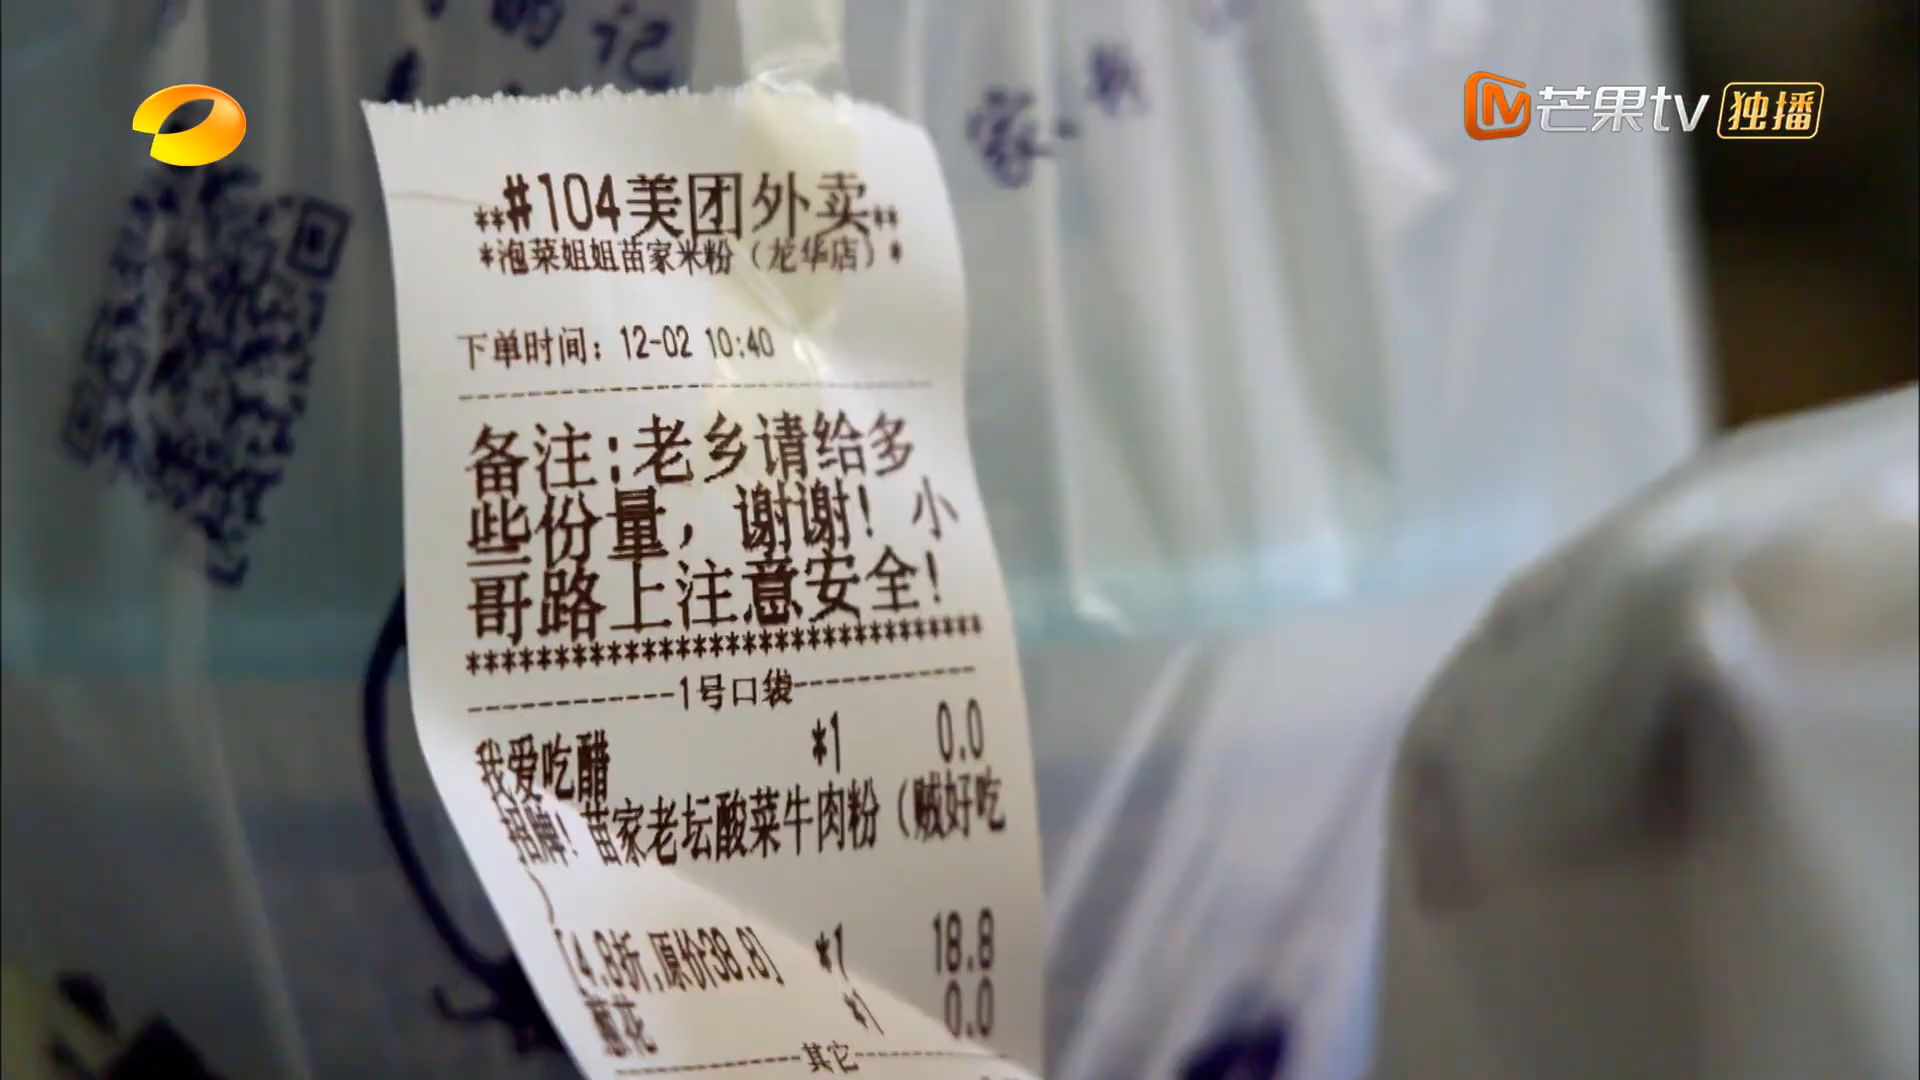 的记
家
芒果tv 独播
**#104美团外卖**
*泡菜姐姐苗家米粉（龙华店）*
下单时间：12-02 10:40
备注:老乡请给多
些份量，谢谢！小
哥路上注意安全！
1号口袋
我爱吃醋 *1 0.0
招牌！苗家老坛酸菜牛肉粉（贼好吃
）
[4.8折,原价38.8] *1 18.8
葱花 *1 0.0
其它